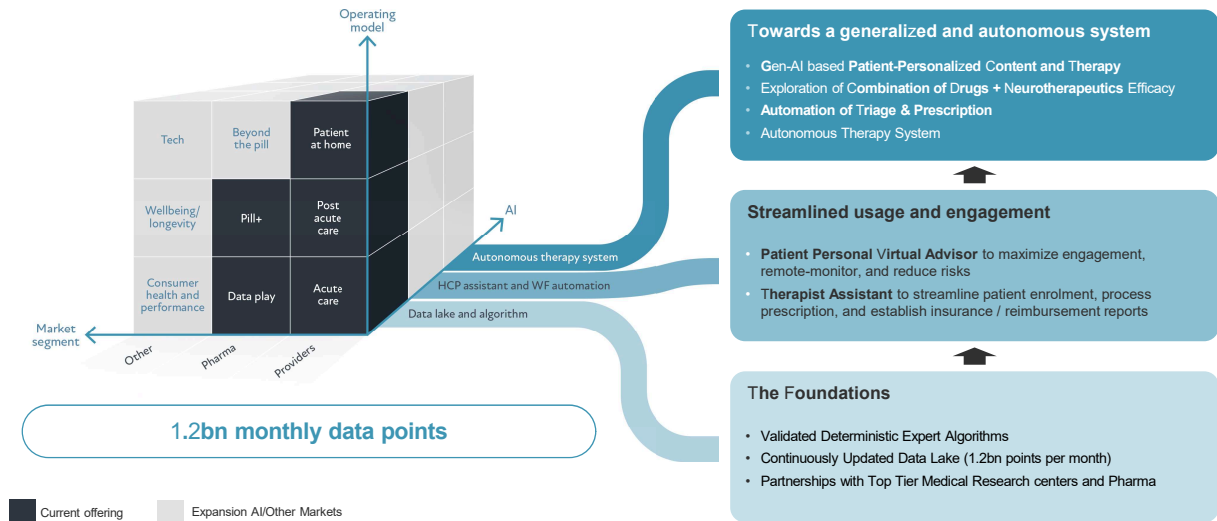 Operating
model
Tech
Beyond
the pill
Patient
at home
Wellbeing/
longevity
Pill+
Post
acute
care
Consumer
health and
performance
Data play
Acute
care
AI
Market
segment
Other
Pharma
Providers
Autonomous therapy system
HCP assistant and WF automation
Data lake and algorithm
1.2bn monthly data points
Current offering
Expansion AI/Other Markets
Towards a generalized and autonomous system
• Gen-AI based Patient-Personalized Content and Therapy
• Exploration of Combination of Drugs + Neurotherapeutics Efficacy
• Automation of Triage & Prescription
• Autonomous Therapy System
Streamlined usage and engagement
• Patient Personal Virtual Advisor to maximize engagement,
remote-monitor, and reduce risks
• Therapist Assistant to streamline patient enrolment, process
prescription, and establish insurance / reimbursement reports
The Foundations
• Validated Deterministic Expert Algorithms
• Continuously Updated Data Lake (1.2bn points per month)
• Partnerships with Top Tier Medical Research centers and Pharma